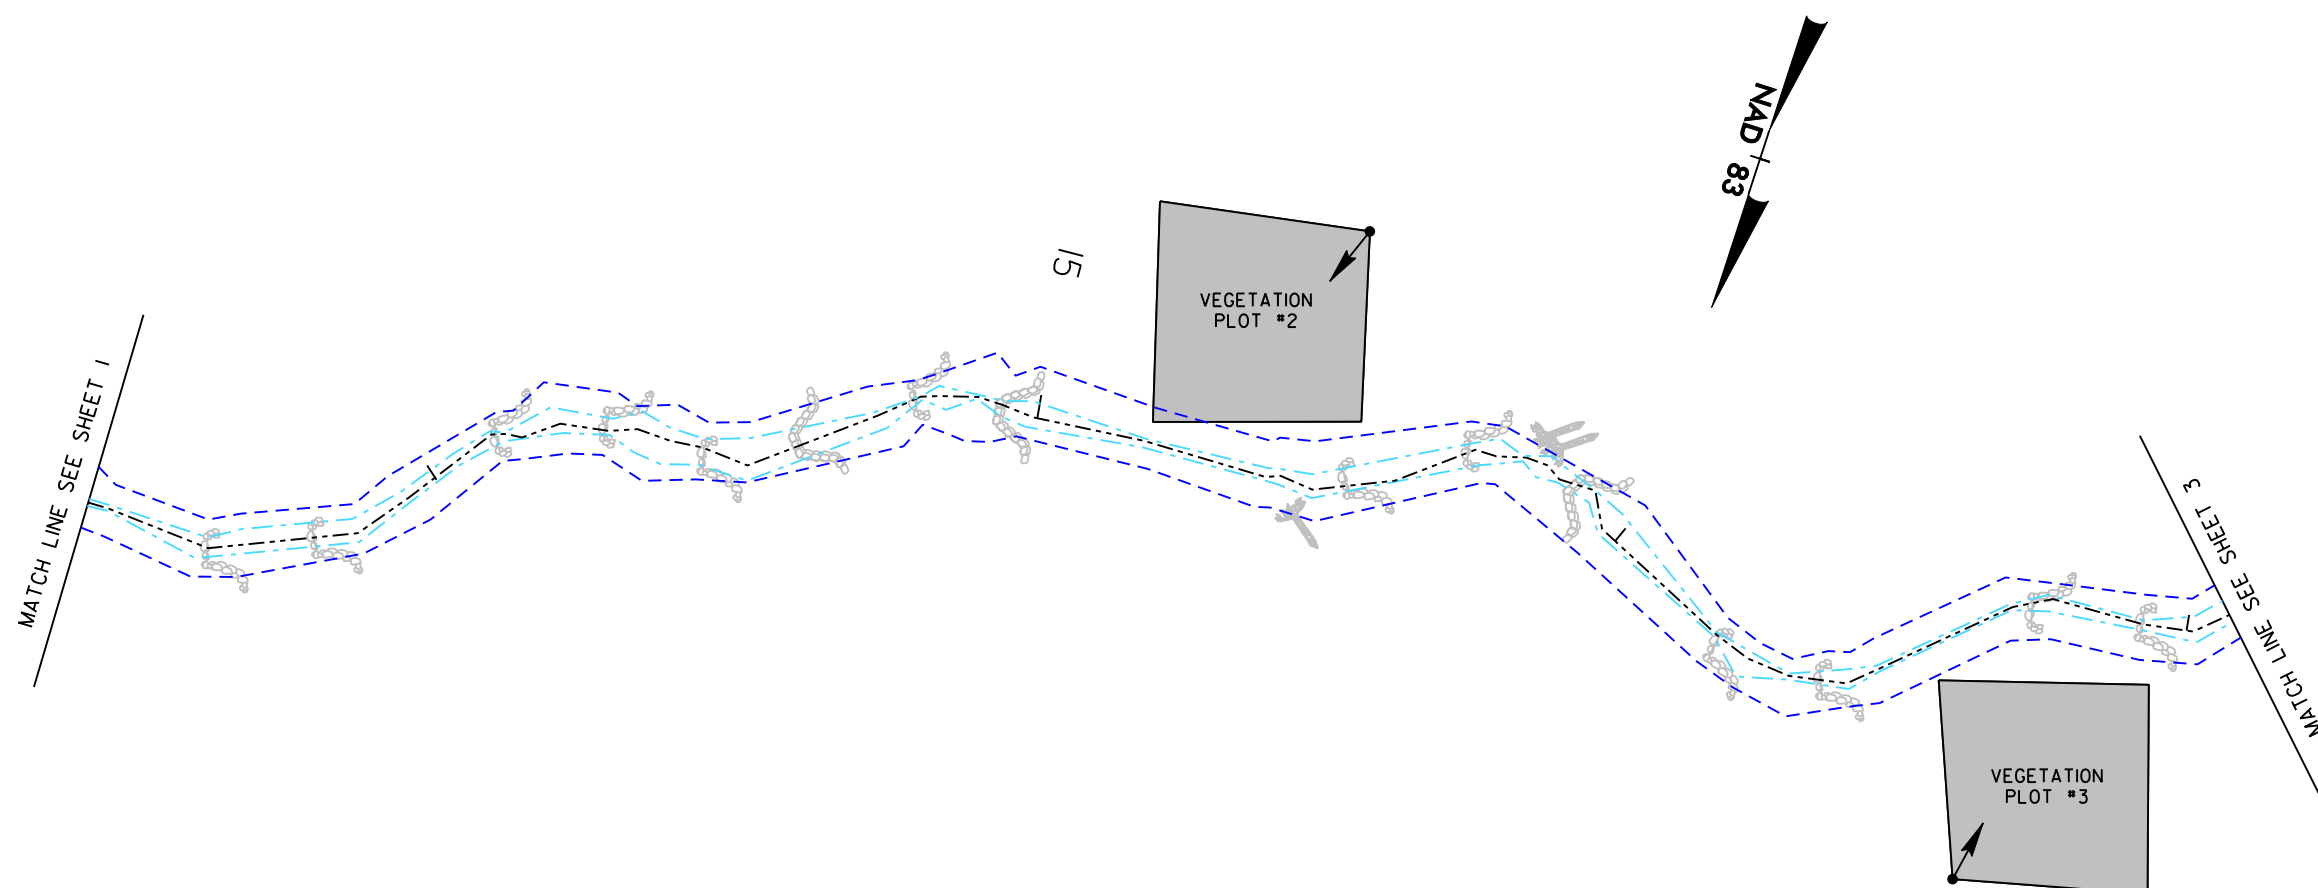 NAD 83
15
VEGETATION
PLOT #2
MATCH LINE SEE SHEET 1
MATCH LINE SEE SHEET 3
VEGETATION
PLOT #3